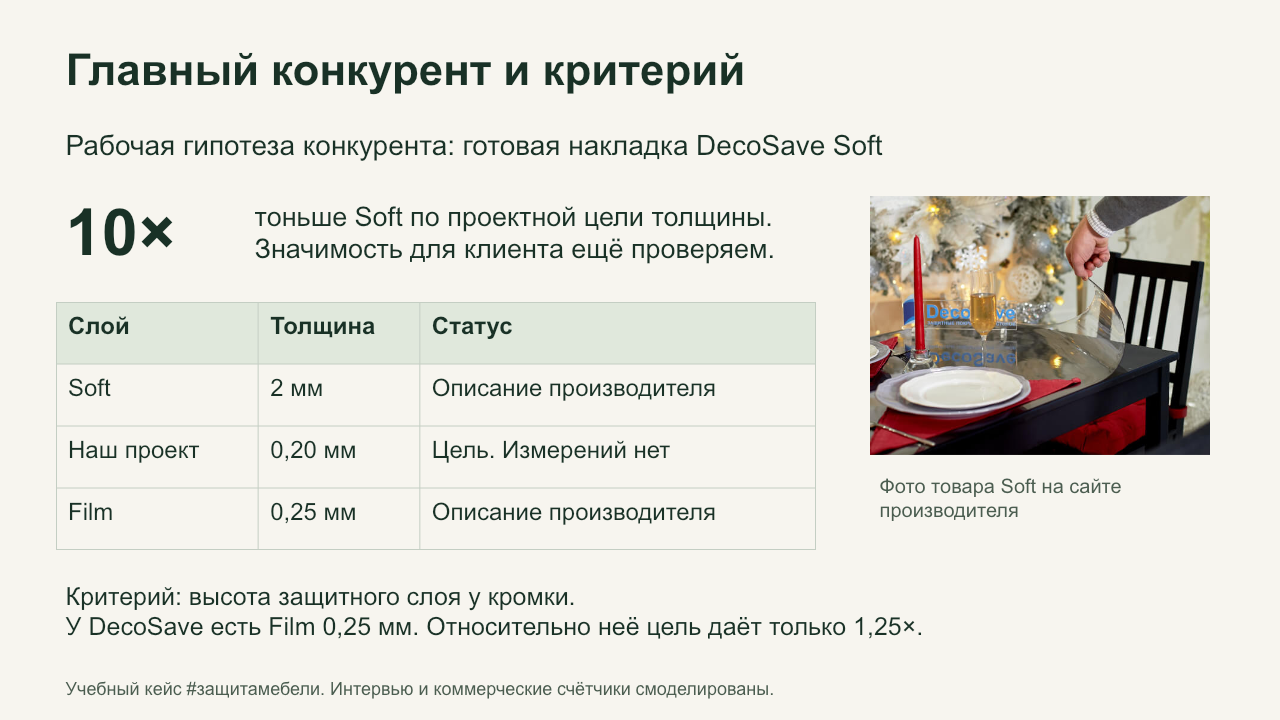 Главный конкурент и критерий
Рабочая гипотеза конкурента: готовая накладка DecoSave Soft
10×
тоньше Soft по проектной цели толщины.
Значимость для клиента ещё проверяем.
Слой Толщина Статус
Soft 2 мм Описание производителя
Наш проект 0,20 мм Цель. Измерений нет
Film 0,25 мм Описание производителя
Фото товара Soft на сайте
производителя
Критерий: высота защитного слоя у кромки.
У DecoSave есть Film 0,25 мм. Относительно неё цель даёт только 1,25×.
Учебный кейс #защитамебели. Интервью и коммерческие счётчики смоделированы.